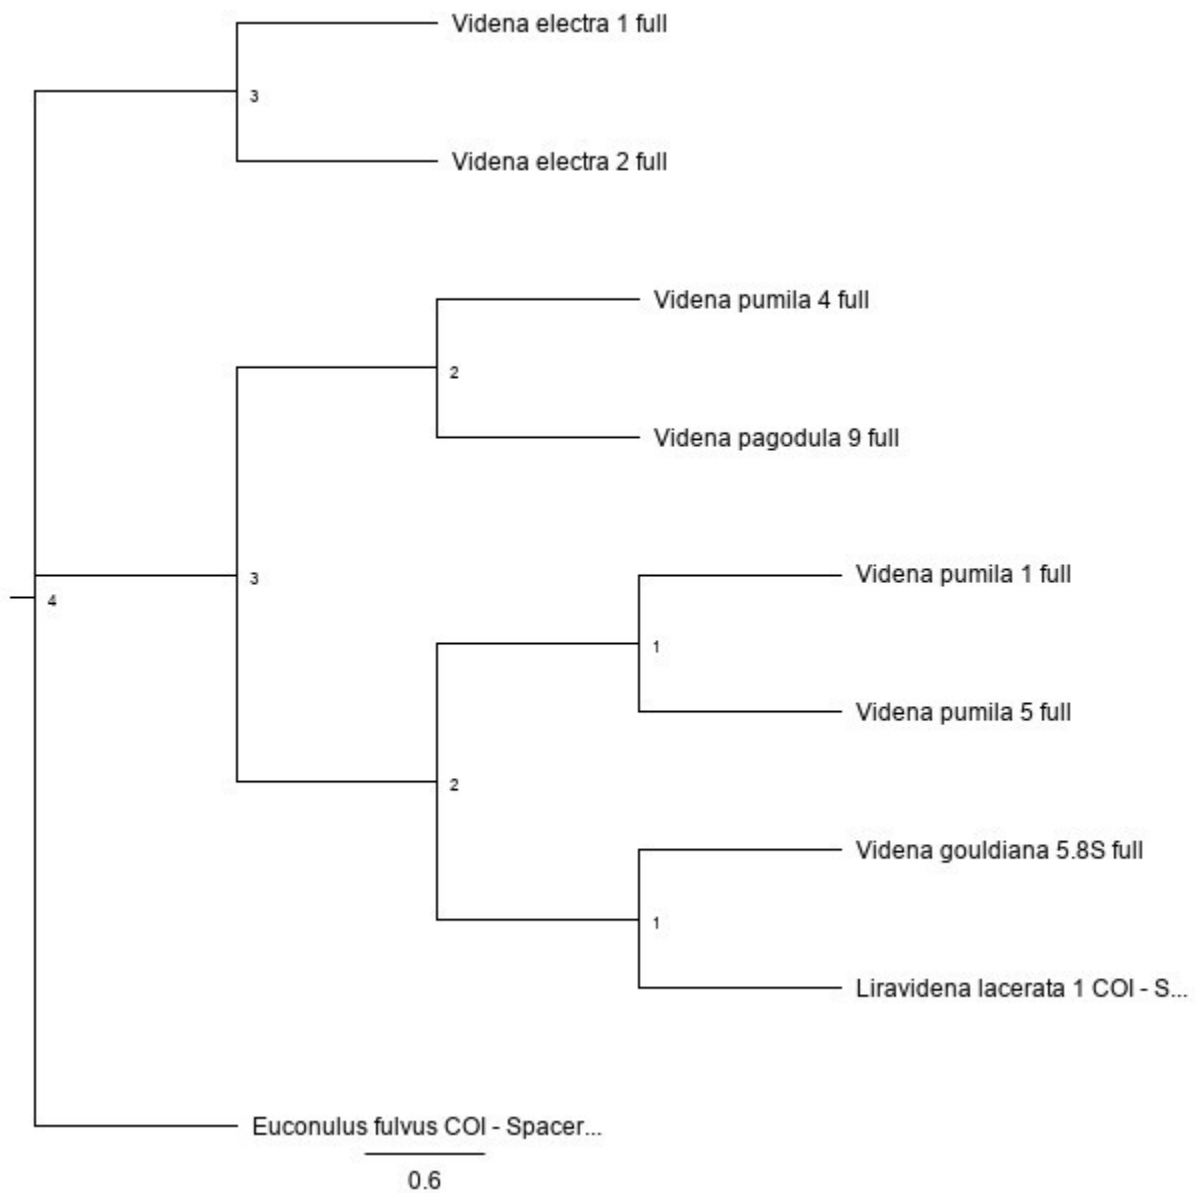 Videna electra 1 full
3
Videna electra 2 full
Videna pumila 4 full
2
Videna pagodula 9 full
Videna pumila 1 full
3
4
1
Videna pumila 5 full
2
Videna gouldiana 5.8S full
1
Liravidena lacerata 1 COI - S...
Euconulus fulvus COI - Spacer...
0.6